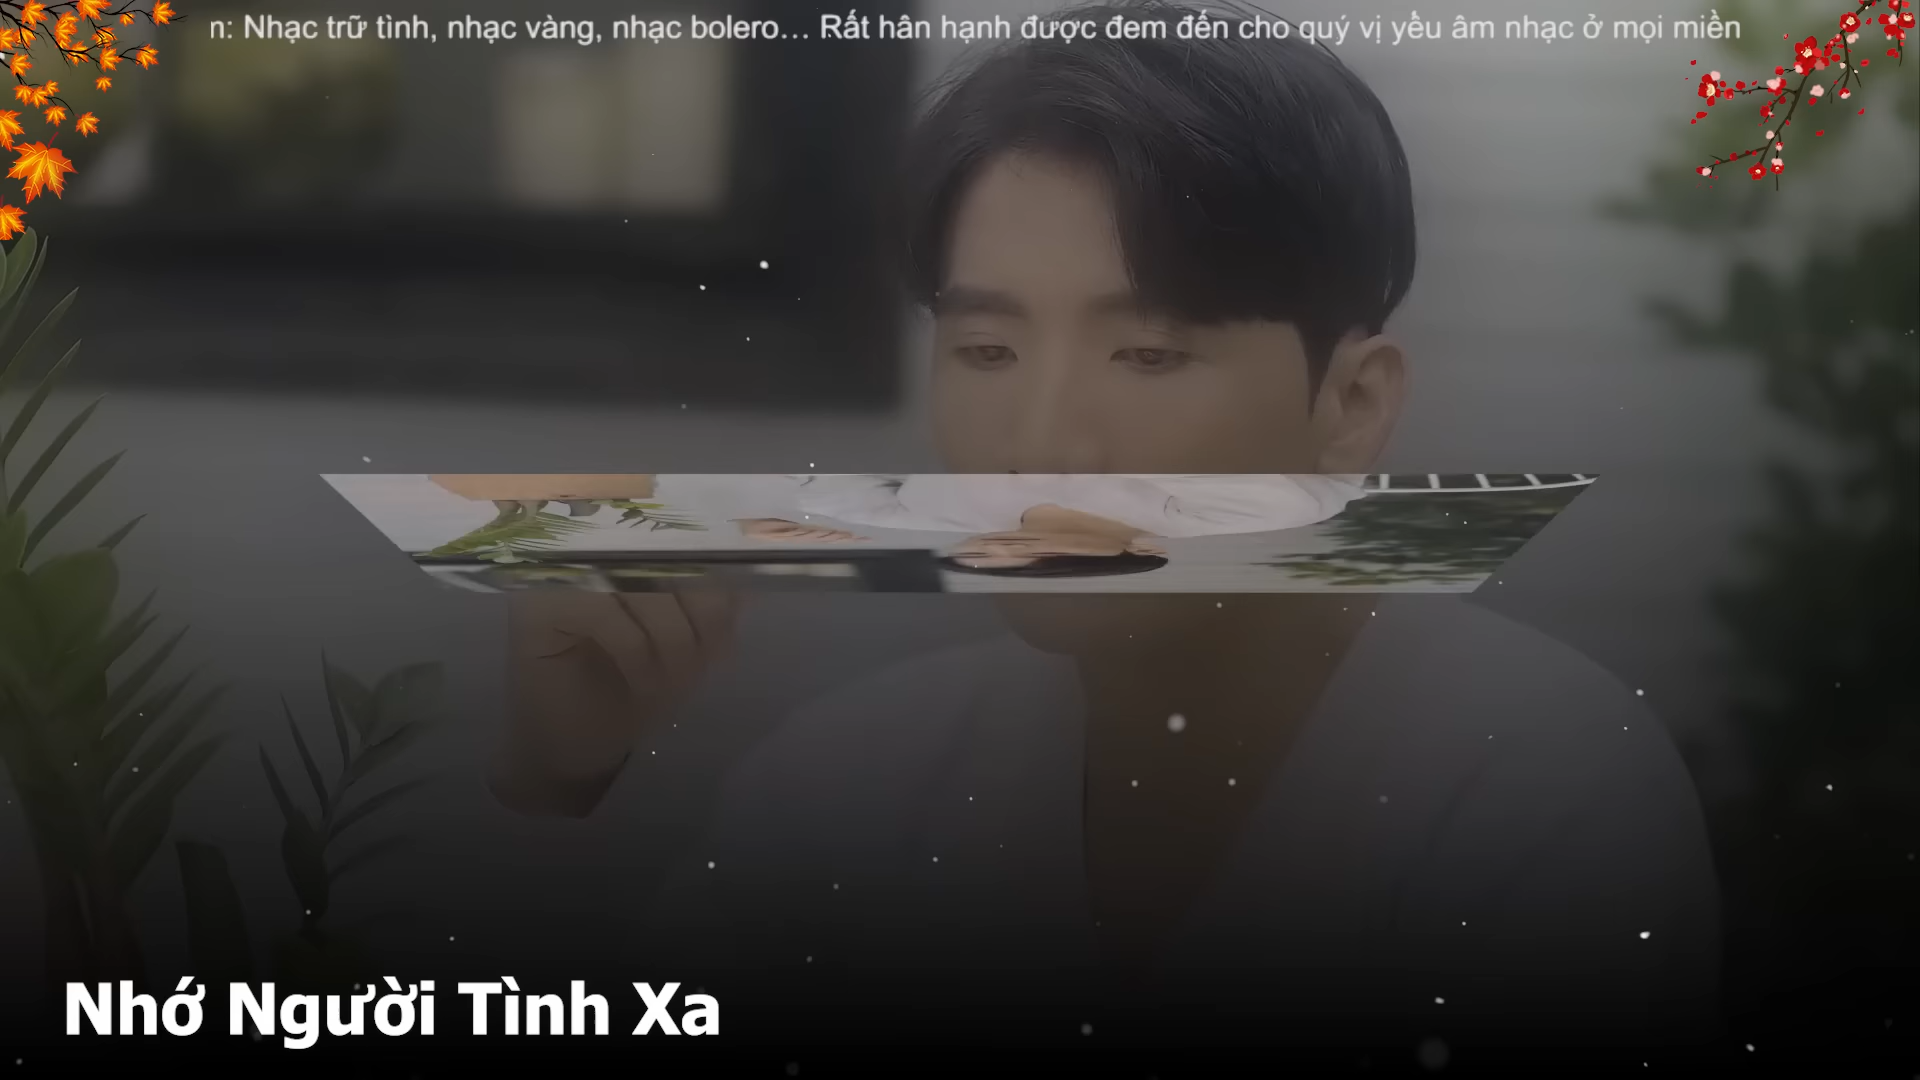 n: Nhạc trữ tình, nhạc vàng, nhạc bolero... Rất hân hạnh được đem đến cho quý vị yêu âm nhạc ở mọi miền
Nhớ Người Tình Xa